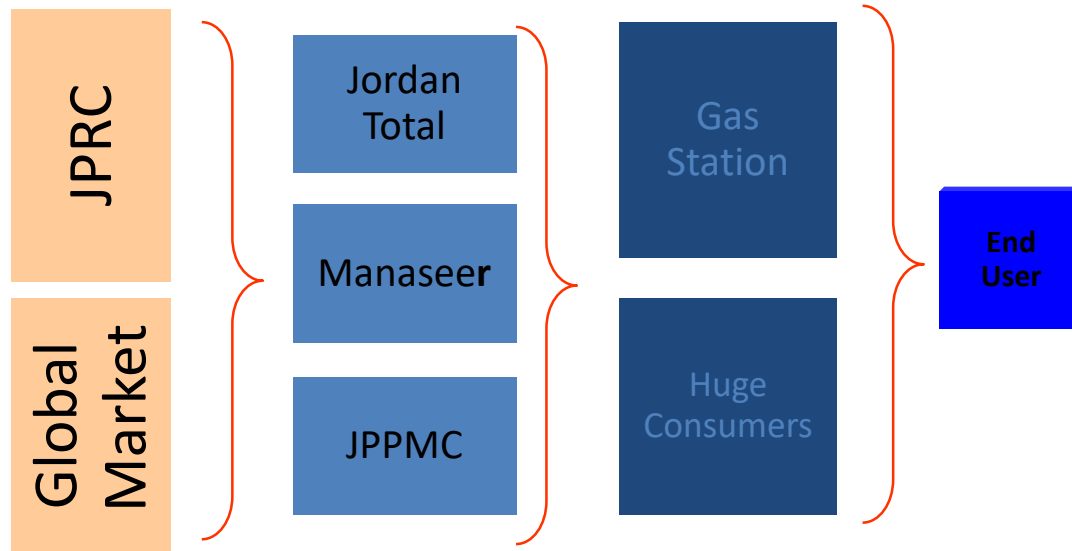 JPRC
Global
Market
Jordan
Total
Manaseer
JPPMC
Gas
Station
Huge
Consumers
End
User